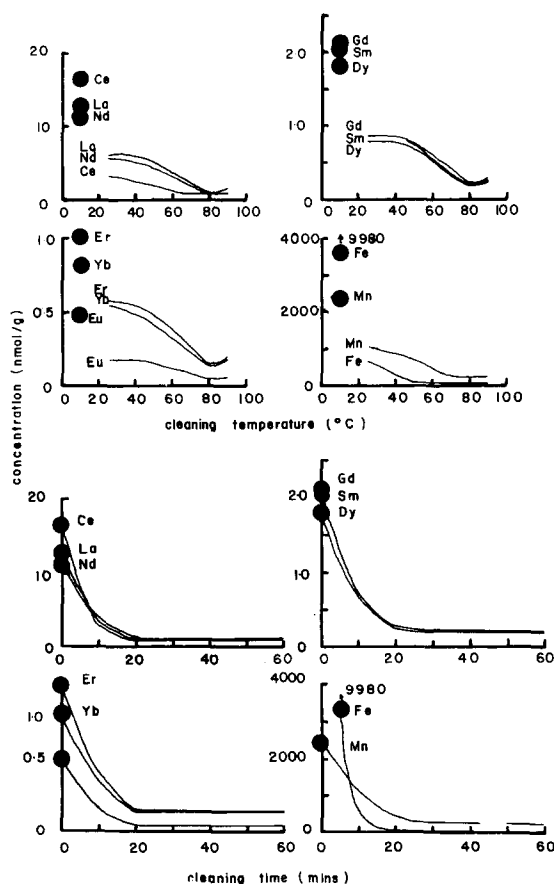 20
10
0
Ce
La
Nd
La
Nd
Ce
0 20 40 60 80 100
2.0
1.0
0
Gd
Sm
Dy
Gd
Sm
Dy
0 20 40 60 80 100
1.0
0.5
0
Er
Yb
Er
Yb
Eu
Eu
0 20 40 60 80 100
4000
2000
0
9980
Fe
Mn
Mn
Fe
0 20 40 60 80 100
cleaning temperature (°C)
concentration (nmol/g)
20
10
0
Ce
La
Nd
0 20 40 60
2.0
1.0
0
Gd
Sm
Dy
0 20 40 60
1.0
0.5
0
Er
Yb
0 20 40 60
4000
2000
0
9980
Fe
Mn
0 20 40 60
cleaning time (mins)